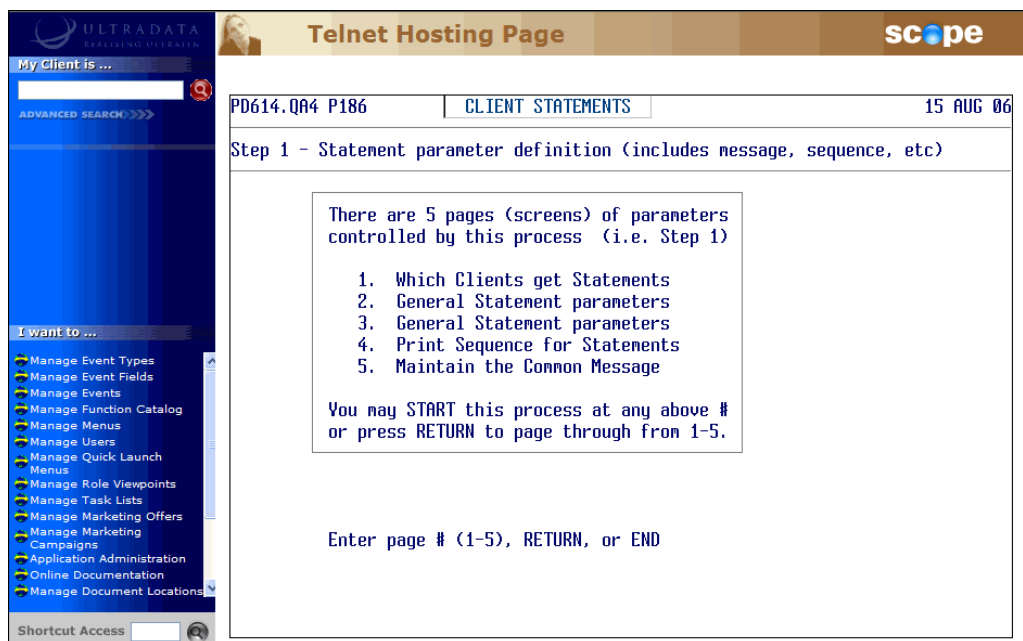 ULTRADATA
REALISING ULTRADATA
Telnet Hosting Page
scope
My Client is ...
ADVANCED SEARCH
PD614.QA4 P186
CLIENT STATEMENTS
15 AUG 06
Step 1 - Statement parameter definition (includes message, sequence, etc)
There are 5 pages (screens) of parameters
controlled by this process (i.e. Step 1)
1. Which Clients get Statements
2. General Statement parameters
3. General Statement parameters
4. Print Sequence for Statements
5. Maintain the Common Message
You may START this process at any above #
or press RETURN to page through from 1-5.
Enter page # (1-5), RETURN, or END
I want to ...
Manage Event Types
Manage Event Fields
Manage Events
Manage Function Catalog
Manage Menus
Manage Users
Manage Quick Launch
Menus
Manage Role Viewpoints
Manage Task Lists
Manage Marketing Offers
Manage Marketing
Campaigns
Application Administration
Online Documentation
Manage Document Locations
Shortcut Access